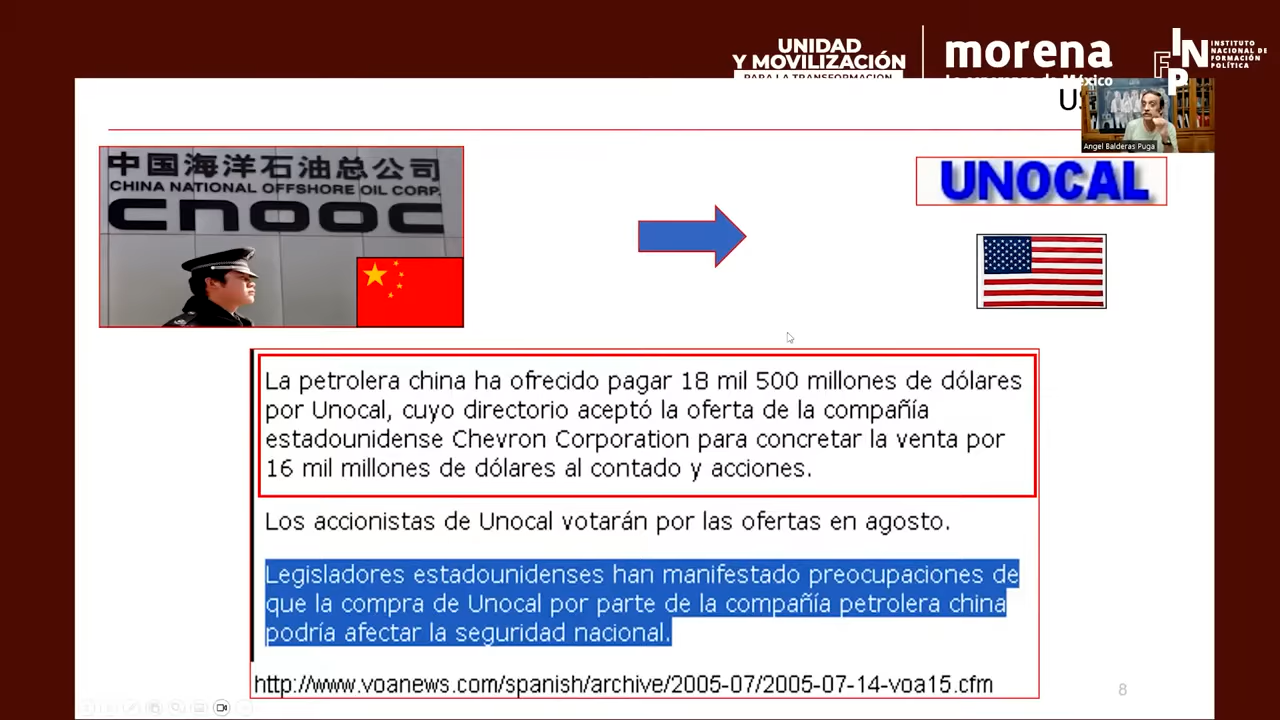 UNIDAD
Y MOVILIZACIÓN
PARA LA TRANSFORMACION
morena
La esperanza de México
INSTITUTO
NACIONAL DE
FORMACIÓN
POLÍTICA
INFP
Angel Balderas Puga
中国海洋石油总公司
CHINA NATIONAL OFFSHORE OIL CORP.
cnooc
UNOCAL
La petrolera china ha ofrecido pagar 18 mil 500 millones de dólares
por Unocal, cuyo directorio aceptó la oferta de la compañía
estadounidense Chevron Corporation para concretar la venta por
16 mil millones de dólares al contado y acciones.
Los accionistas de Unocal votarán por las ofertas en agosto.
Legisladores estadounidenses han manifestado preocupaciones de
que la compra de Unocal por parte de la compañía petrolera china
podría afectar la seguridad nacional.
http://www.voanews.com/spanish/archive/2005-07/2005-07-14-voa15.cfm
8